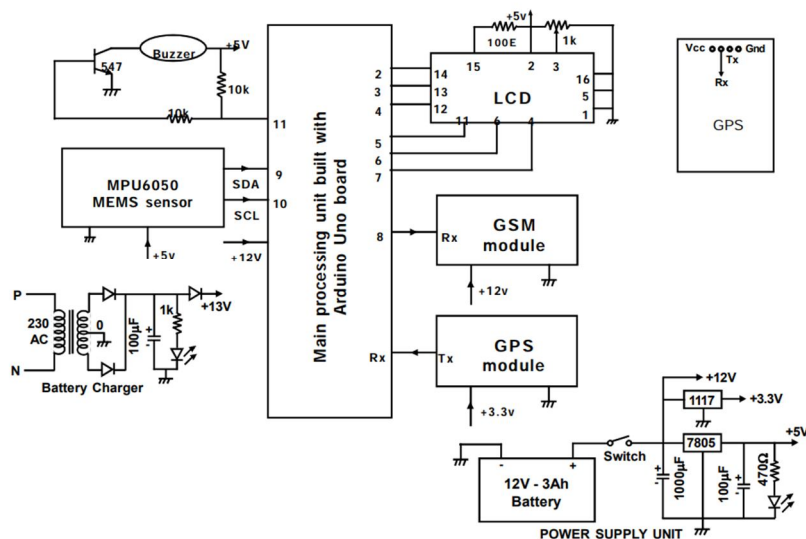 547
Buzzer
+5V
10k
10k
11
MPU6050
MEMS sensor
9
SDA
10
SCL
+5v
+12V
Main processing unit built with
Arduino Uno board
2
3
4
5
6
7
8
Rx
+5v
100E
1k
15
2
3
14
13
12
LCD
16
5
1
11
6
4
Vcc
Gnd
Tx
Rx
GPS
Rx
GSM
module
+12v
Tx
GPS
module
+3.3v
P
230
AC
N
0
100µF
+
-
1k
+13V
Battery Charger
-
+
12V - 3Ah
Battery
Switch
+12V
1117
+3.3V
7805
+5V
+
-
1000µF
100µF
+
-
470Ω
POWER SUPPLY UNIT